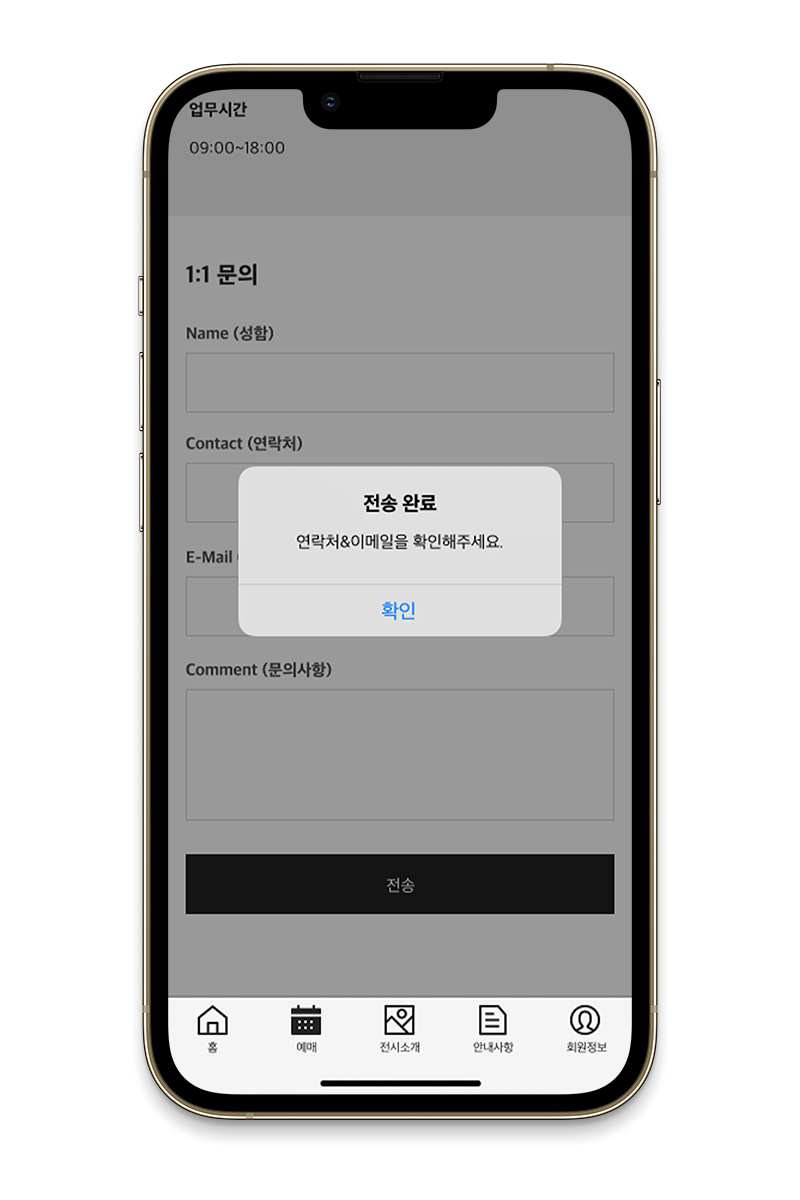 업무시간
09:00~18:00
1:1 문의
Name (성함)
Contact (연락처)
E-Mail
전송 완료
연락처&이메일을 확인해주세요.
확인
Comment (문의사항)
전송
홈
예매
전시소개
안내사항
회원정보